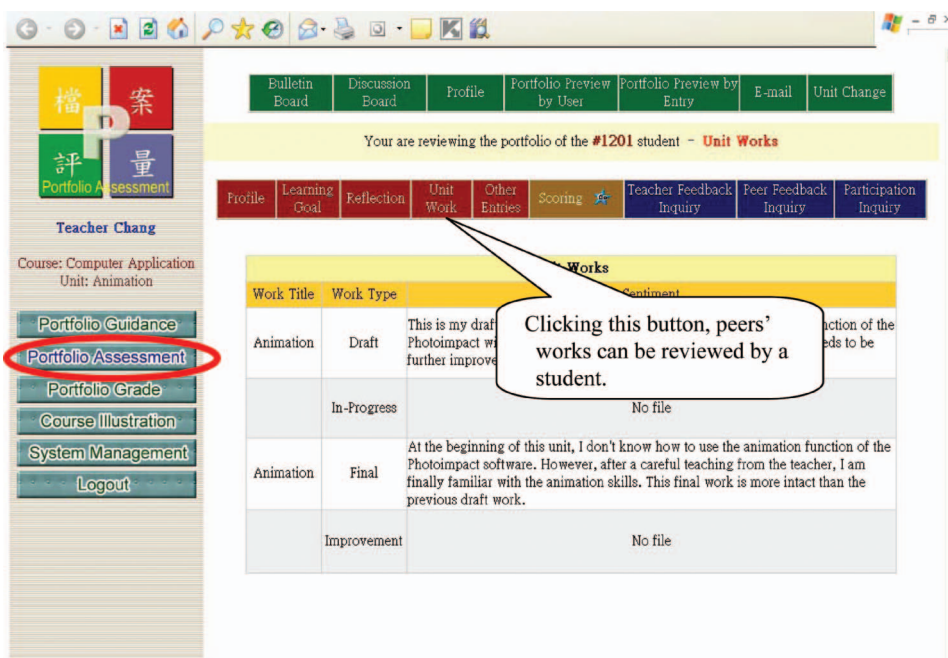 檔 案
P
評 量
Portfolio Assessment
Teacher Chang
Course: Computer Application
Unit: Animation
Portfolio Guidance
Portfolio Assessment
Portfolio Grade
Course Illustration
System Management
Logout
Bulletin Board
Discussion Board
Profile
Portfolio Preview by User
Portfolio Preview by Entry
E-mail
Unit Change
Your are reviewing the portfolio of the #1201 student - Unit Works
Profile
Learning Goal
Reflection
Unit Work
Other Entries
Scoring
Teacher Feedback Inquiry
Peer Feedback Inquiry
Participation Inquiry
Works
Work Title Work Type Sentiment
Animation Draft
This is my draft
Photoimpact
further
ction of the
ds to be
Clicking this button, peers'
works can be reviewed by a
student.
In-Progress No file
Animation Final
At the beginning of this unit, I don't know how to use the animation function of the
Photoimpact software. However, after a careful teaching from the teacher, I am
finally familiar with the animation skills. This final work is more intact than the
previous draft work.
Improvement No file